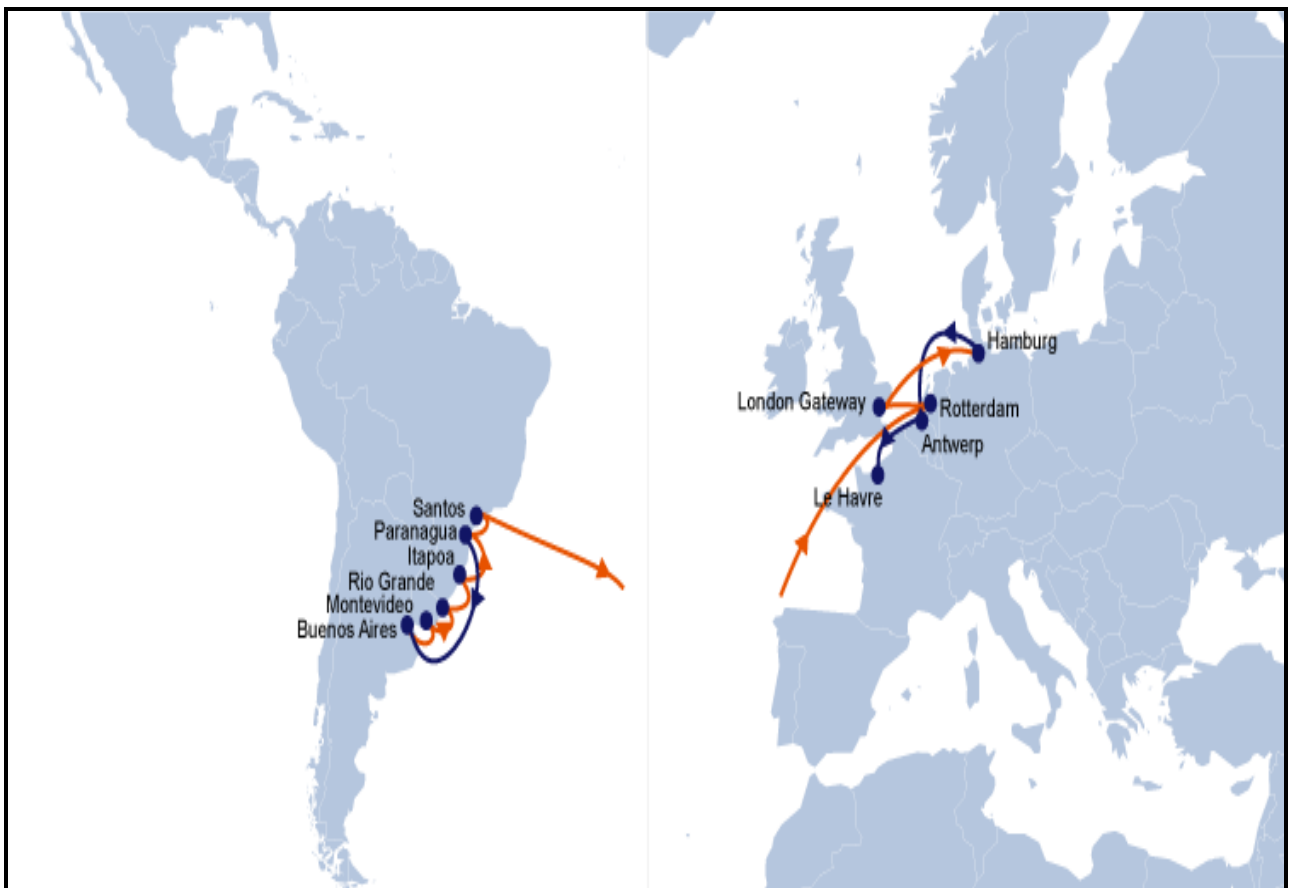 Santos
Paranagua
Itapoa
Rio Grande
Montevideo
Buenos Aires
Hamburg
London Gateway
Rotterdam
Antwerp
Le Havre